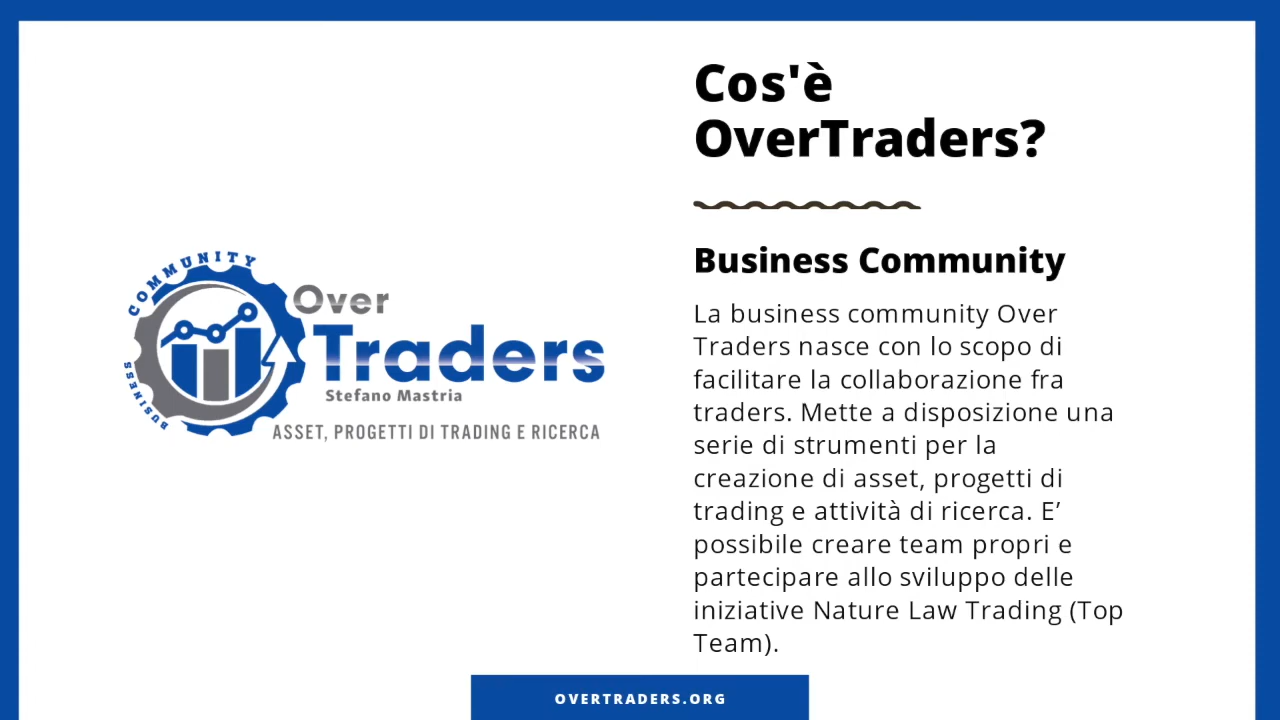 COMMUNITY
BUSINESS
Over
Traders
Stefano Mastria
ASSET, PROGETTI DI TRADING E RICERCA
Cos'è
OverTraders?
Business Community
La business community Over
Traders nasce con lo scopo di
facilitare la collaborazione fra
traders. Mette a disposizione una
serie di strumenti per la
creazione di asset, progetti di
trading e attività di ricerca. E’
possibile creare team propri e
partecipare allo sviluppo delle
iniziative Nature Law Trading (Top
Team).
OVERTRADERS.ORG